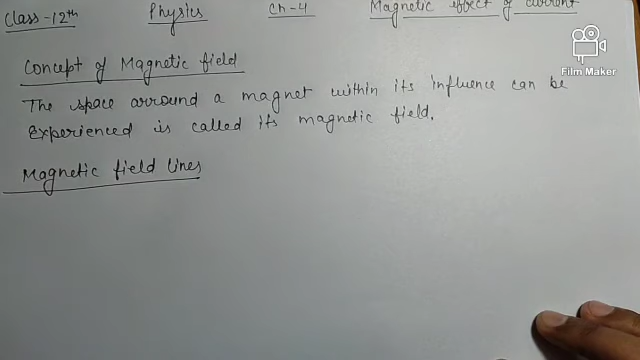 Class-12th Physics Ch-4 Magnetic effect of current
Concept of Magnetic field
The space arround a magnet within its influence can be
Experienced is called its magnetic field.
Magnetic field lines
Film Maker